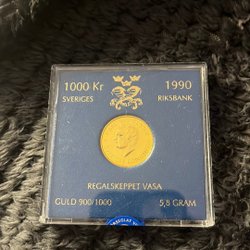 1000 Kr 1990
SVERIGES RIKSBANK
REGALSKEPPET VASA
GULD 900/1000 5,8 GRAM